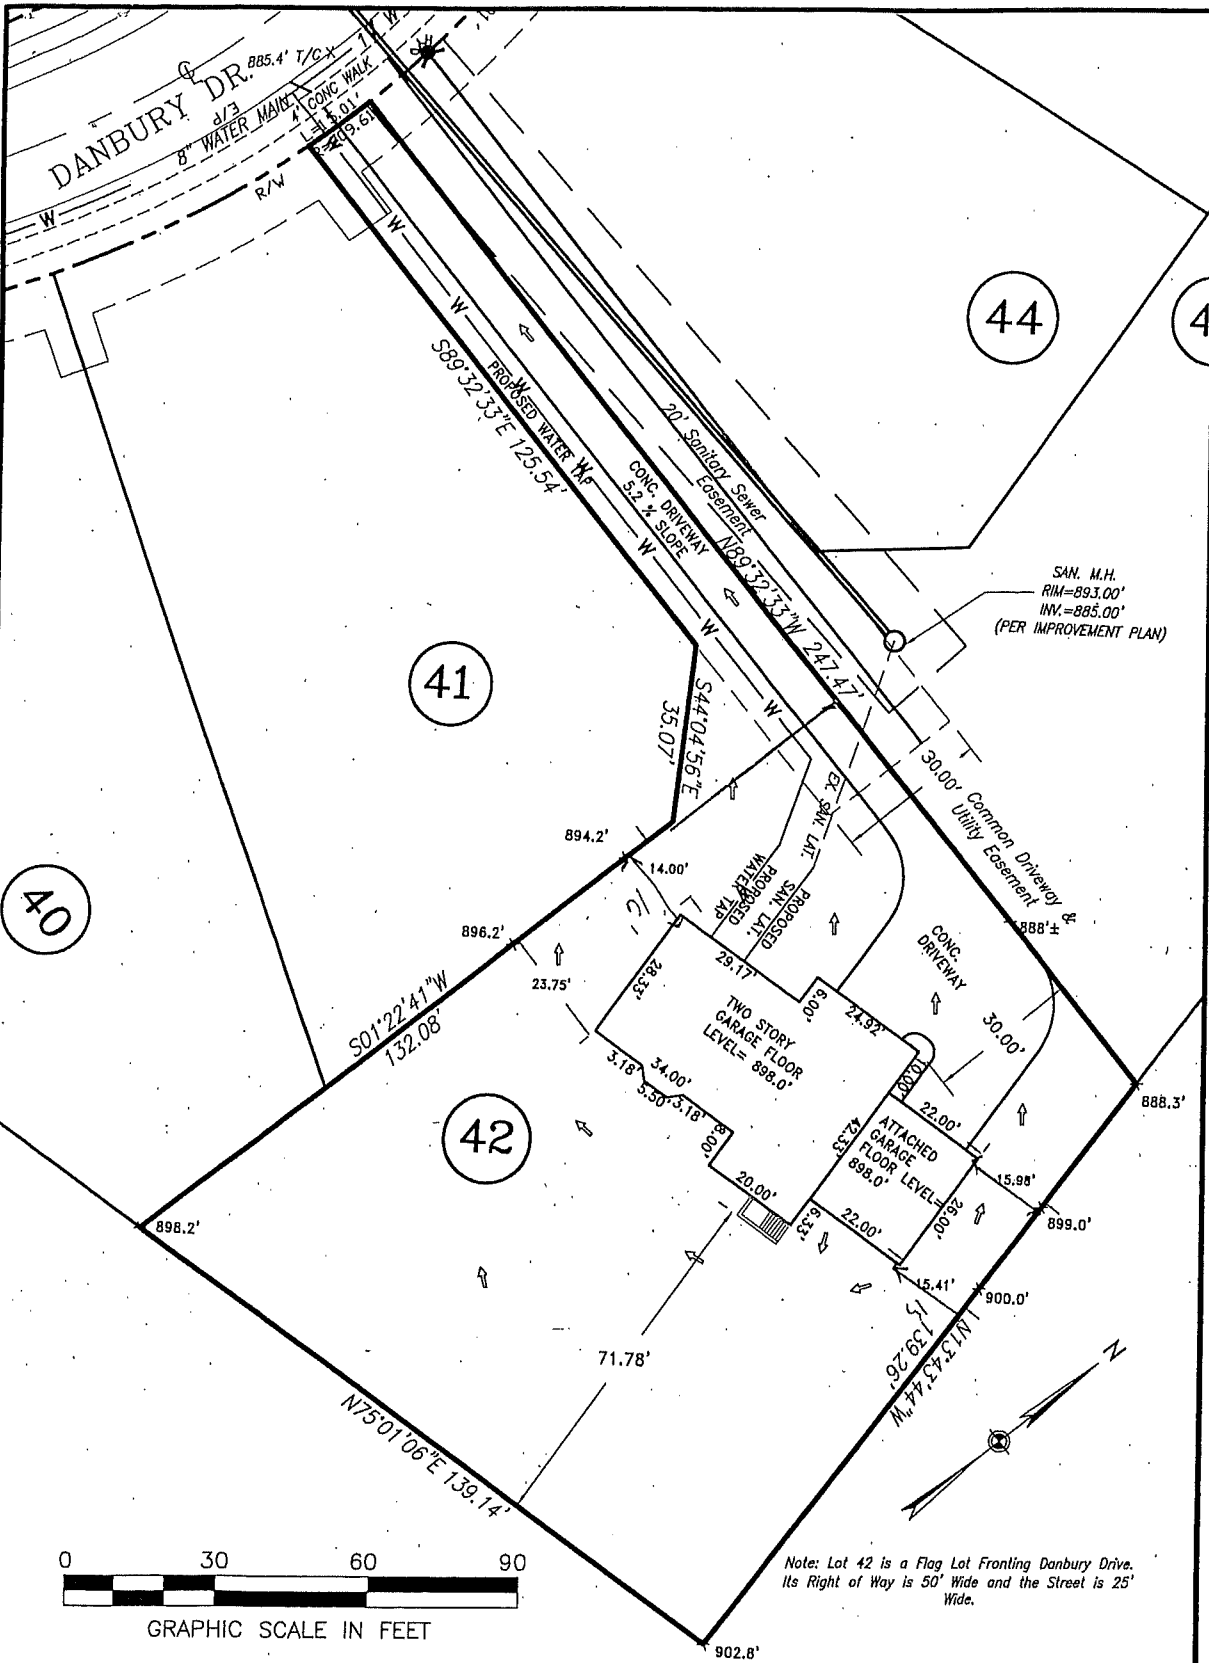 885.4' T/C X
DANBURY DR.
8" WATER MAIN
4' CONC WALK
R/W
W
W
W
W
W
W
W
W
W
44
S89°32'33"E 125.54'
PROPOSED WATER TAP
CONC. DRIVEWAY
5.2 % SLOPE
20' Sanitary Sewer
Easement
N89°32'33"W 247.47'
SAN. M.H.
RIM=893.00'
INV.=885.00'
(PER IMPROVEMENT PLAN)
41
S44°04'56"E
35.07'
30.00' Common Driveway &
Utility Easement
EX. SAN. LAT.
894.2'
14.00'
PROPOSED
WATER TAP
PROPOSED
SAN. LAT.
40
896.2'
23.75'
888'±
CONC.
DRIVEWAY
29.17'
28.33'
6.00'
24.92'
30.00'
TWO STORY
GARAGE FLOOR
LEVEL= 898.0'
S01°22'41"W
132.08'
3.18'
34.00'
5.50'
3.18'
8.00'
10.00'
22.00'
888.3'
42
42.33'
ATTACHED
GARAGE
FLOOR LEVEL=
898.0'
15.98'
26.00'
20.00'
6.33'
22.00'
899.0'
898.2'
15.41'
900.0'
N13°43'44"W
139.26'
71.78'
N
N75°01'06"E 139.14'
0 30 60 90
GRAPHIC SCALE IN FEET
Note: Lot 42 is a Flag Lot Fronting Danbury Drive.
Its Right of Way is 50' Wide and the Street is 25'
Wide.
902.8'